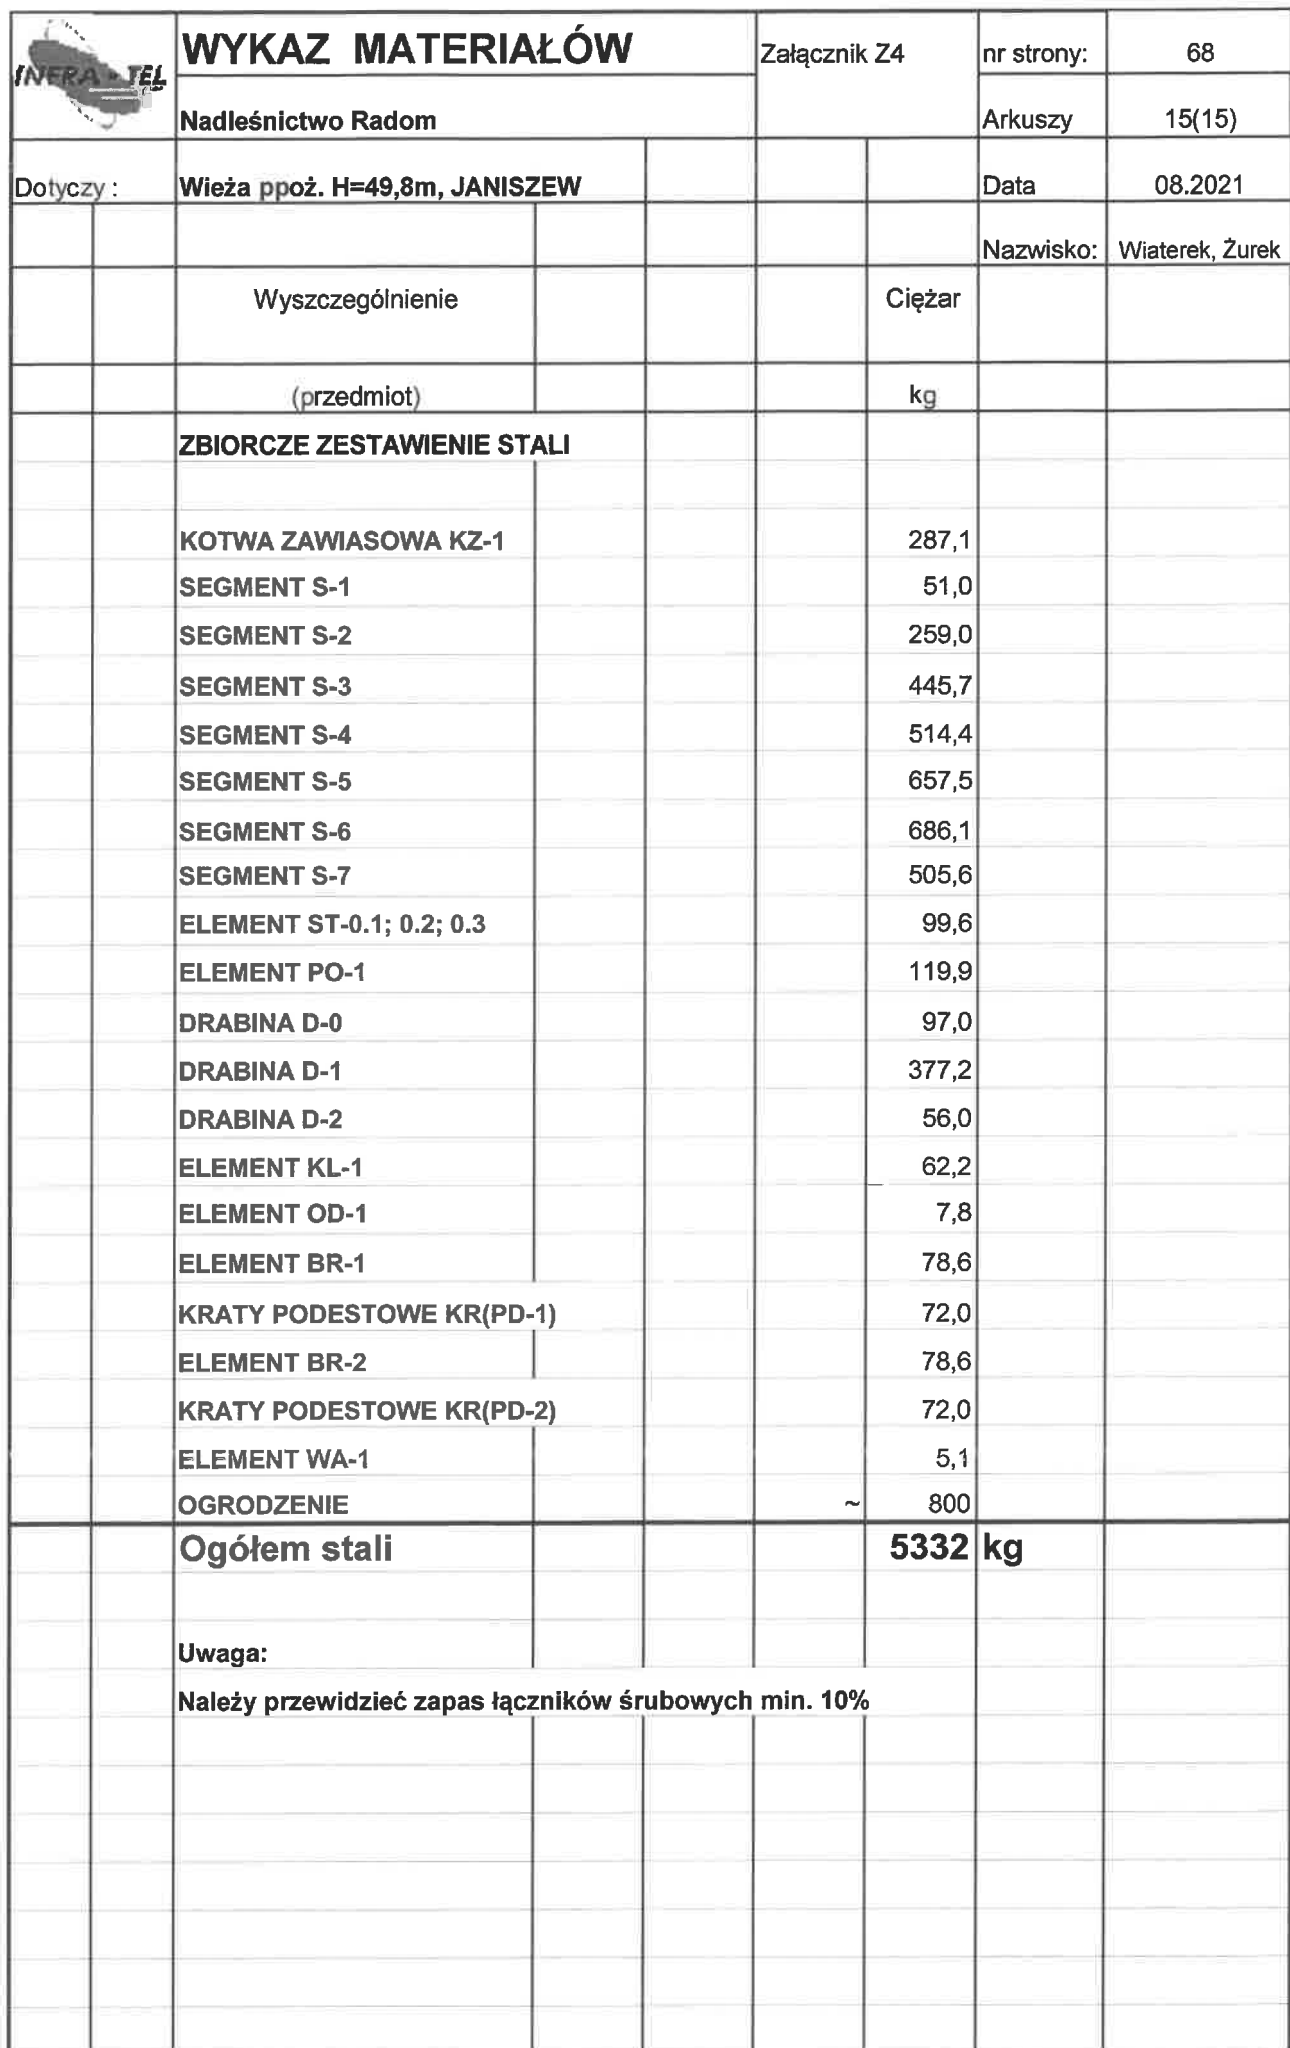 INFRA - TEL
WYKAZ MATERIAŁÓW
Załącznik Z4
nr strony: 68
Nadleśnictwo Radom
Arkuszy 15(15)
Dotyczy : Wieża ppoż. H=49,8m, JANISZEW
Data 08.2021
Nazwisko: Wiaterek, Żurek
Wyszczególnienie Ciężar
(przedmiot) kg
ZBIORCZE ZESTAWIENIE STALI
KOTWA ZAWIASOWA KZ-1 287,1
SEGMENT S-1 51,0
SEGMENT S-2 259,0
SEGMENT S-3 445,7
SEGMENT S-4 514,4
SEGMENT S-5 657,5
SEGMENT S-6 686,1
SEGMENT S-7 505,6
ELEMENT ST-0.1; 0.2; 0.3 99,6
ELEMENT PO-1 119,9
DRABINA D-0 97,0
DRABINA D-1 377,2
DRABINA D-2 56,0
ELEMENT KL-1 62,2
ELEMENT OD-1 7,8
ELEMENT BR-1 78,6
KRATY PODESTOWE KR(PD-1) 72,0
ELEMENT BR-2 78,6
KRATY PODESTOWE KR(PD-2) 72,0
ELEMENT WA-1 5,1
OGRODZENIE ~ 800
Ogółem stali 5332 kg
Uwaga:
Należy przewidzieć zapas łączników śrubowych min. 10%